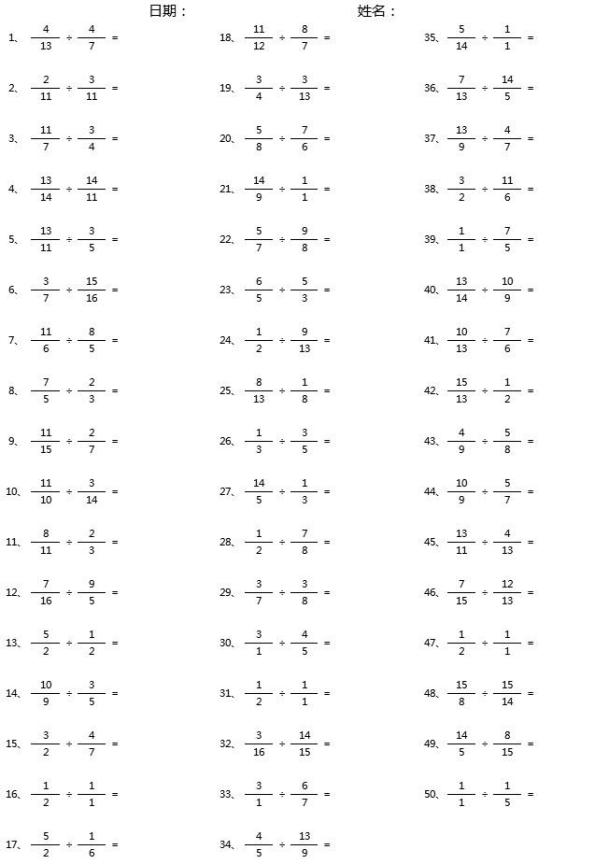 日期： 姓名：
1、 4/13 ÷ 4/7 =
2、 2/11 ÷ 3/11 =
3、 11/7 ÷ 3/4 =
4、 13/14 ÷ 14/11 =
5、 13/11 ÷ 3/5 =
6、 3/7 ÷ 15/16 =
7、 11/6 ÷ 8/5 =
8、 7/5 ÷ 2/3 =
9、 11/15 ÷ 2/7 =
10、 11/10 ÷ 3/14 =
11、 8/11 ÷ 2/3 =
12、 7/16 ÷ 9/5 =
13、 5/2 ÷ 1/2 =
14、 10/9 ÷ 3/5 =
15、 3/2 ÷ 4/7 =
16、 1/2 ÷ 1/1 =
17、 5/2 ÷ 1/6 =
18、 11/12 ÷ 8/7 =
19、 3/4 ÷ 3/13 =
20、 5/8 ÷ 7/6 =
21、 14/9 ÷ 1/1 =
22、 5/7 ÷ 9/8 =
23、 6/5 ÷ 5/3 =
24、 1/2 ÷ 9/13 =
25、 8/13 ÷ 1/8 =
26、 1/3 ÷ 3/5 =
27、 14/5 ÷ 1/3 =
28、 1/2 ÷ 7/8 =
29、 3/7 ÷ 3/8 =
30、 3/1 ÷ 4/5 =
31、 1/2 ÷ 1/1 =
32、 3/16 ÷ 14/15 =
33、 3/1 ÷ 6/7 =
34、 4/5 ÷ 13/9 =
35、 5/14 ÷ 1/1 =
36、 7/13 ÷ 14/5 =
37、 13/9 ÷ 4/7 =
38、 3/2 ÷ 11/6 =
39、 1/1 ÷ 7/5 =
40、 13/14 ÷ 10/9 =
41、 10/13 ÷ 7/6 =
42、 15/13 ÷ 1/2 =
43、 4/9 ÷ 5/8 =
44、 10/9 ÷ 5/7 =
45、 13/11 ÷ 4/13 =
46、 7/15 ÷ 12/13 =
47、 1/2 ÷ 1/1 =
48、 15/8 ÷ 15/14 =
49、 14/5 ÷ 8/15 =
50、 1/1 ÷ 1/5 =